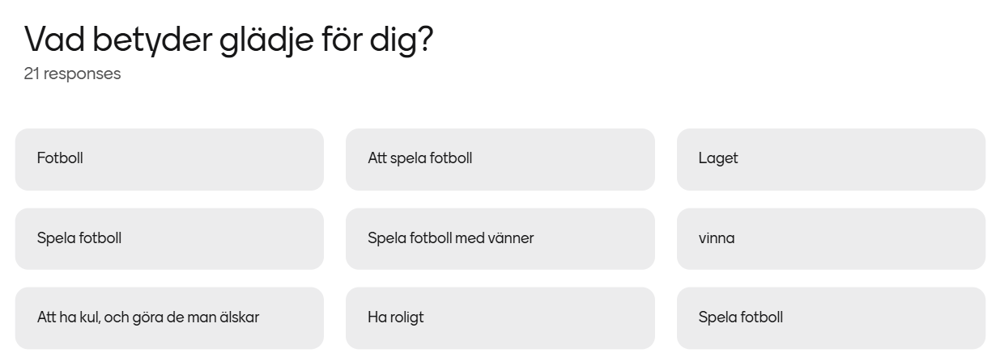 Vad betyder glädje för dig?
21 responses
Fotboll
Att spela fotboll
Laget
Spela fotboll
Spela fotboll med vänner
vinna
Att ha kul, och göra de man älskar
Ha roligt
Spela fotboll